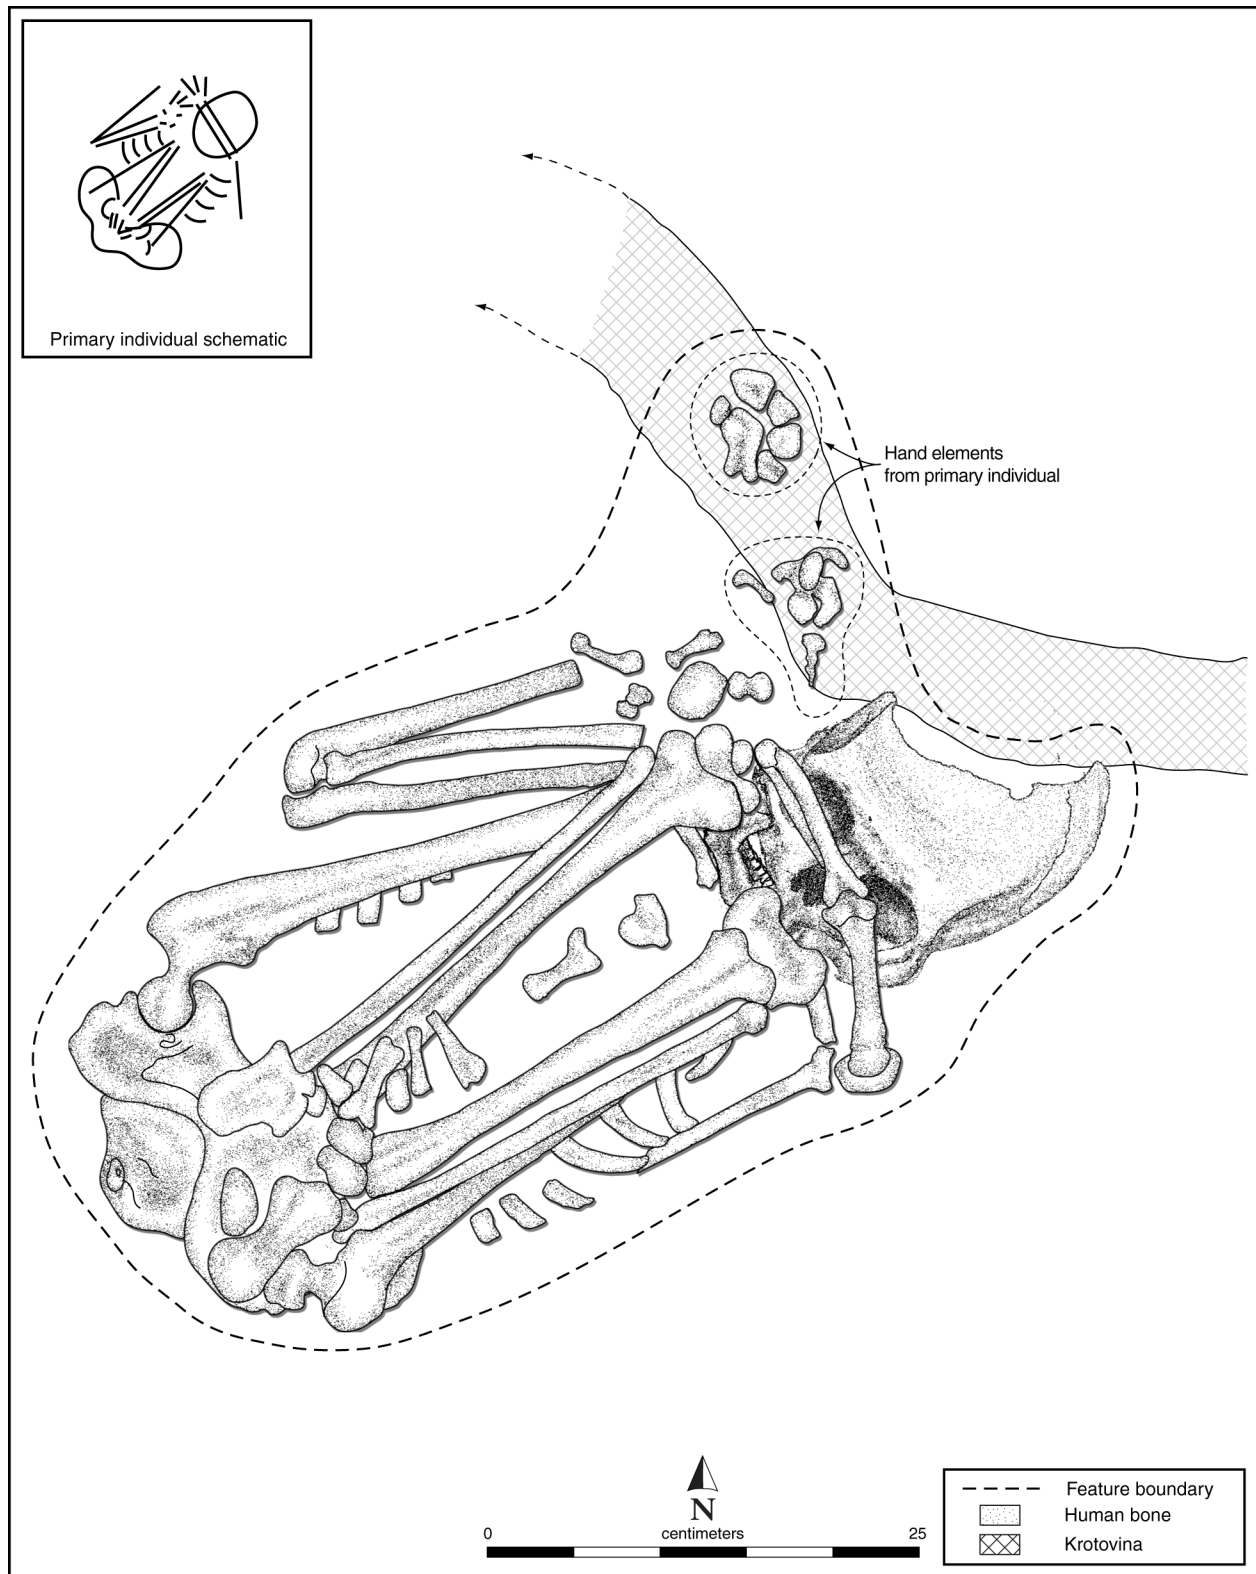 Primary individual schematic
Hand elements
from primary individual
N
centimeters
0
25
Feature boundary
Human bone
Krotovina